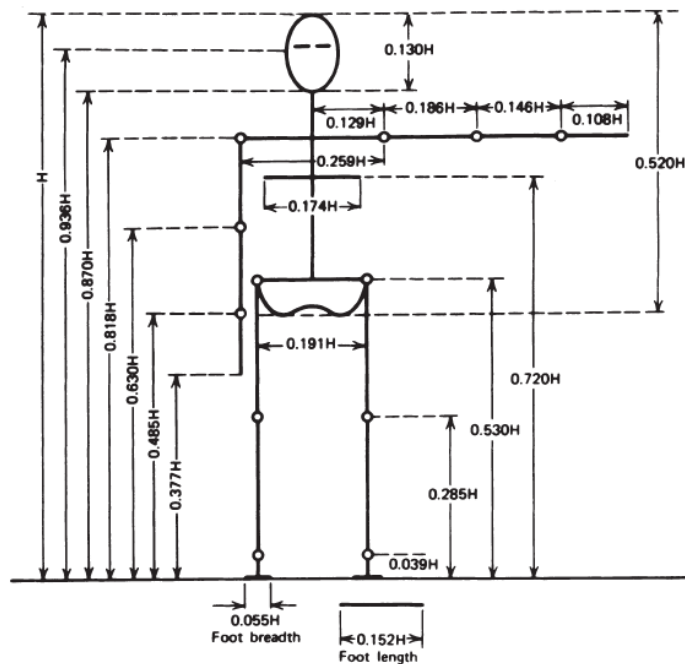 0.130H
0.129H
0.186H
0.146H
0.108H
0.259H
0.520H
0.174H
H
0.936H
0.870H
0.818H
0.630H
0.485H
0.377H
0.191H
0.720H
0.530H
0.285H
0.039H
0.055H
Foot breadth
0.152H
Foot length